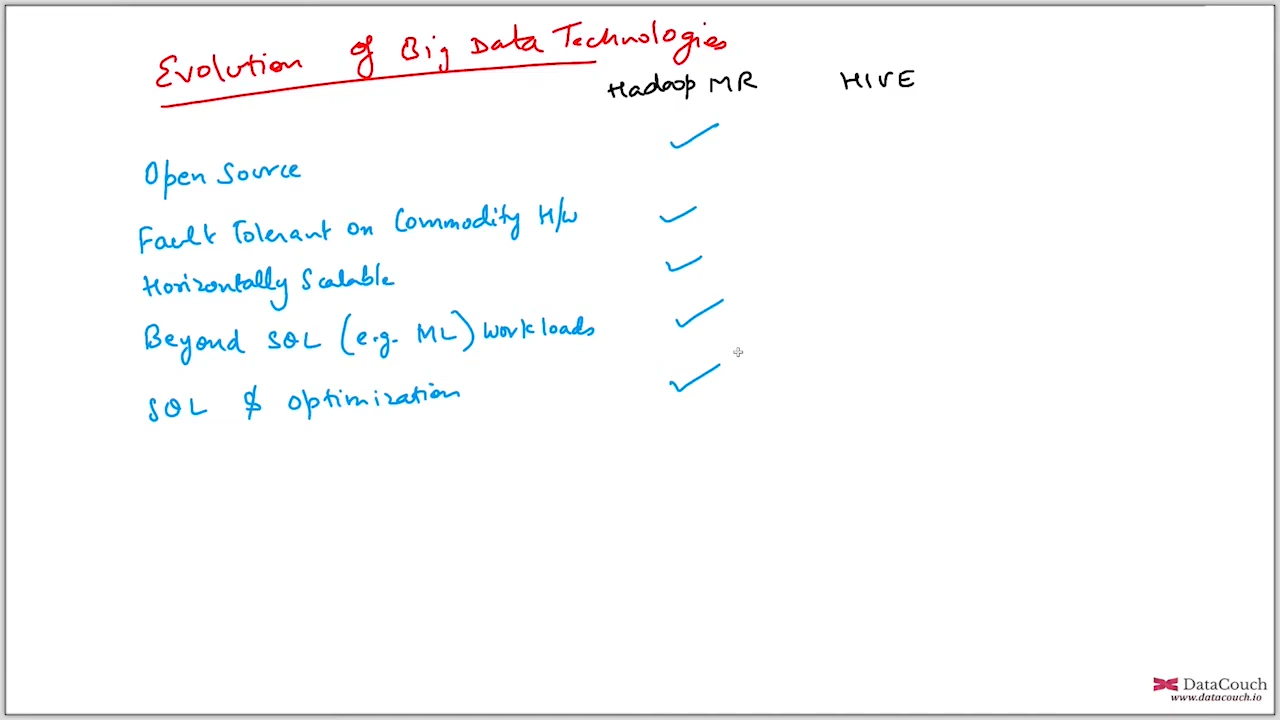 Evolution of Big Data Technologies
Hadoop MR HIVE
Open Source
Fault Tolerant on Commodity H/w
Horizontally Scalable
Beyond SQL (e.g. ML) workloads
SQL & Optimization
DataCouch
www.datacouch.io